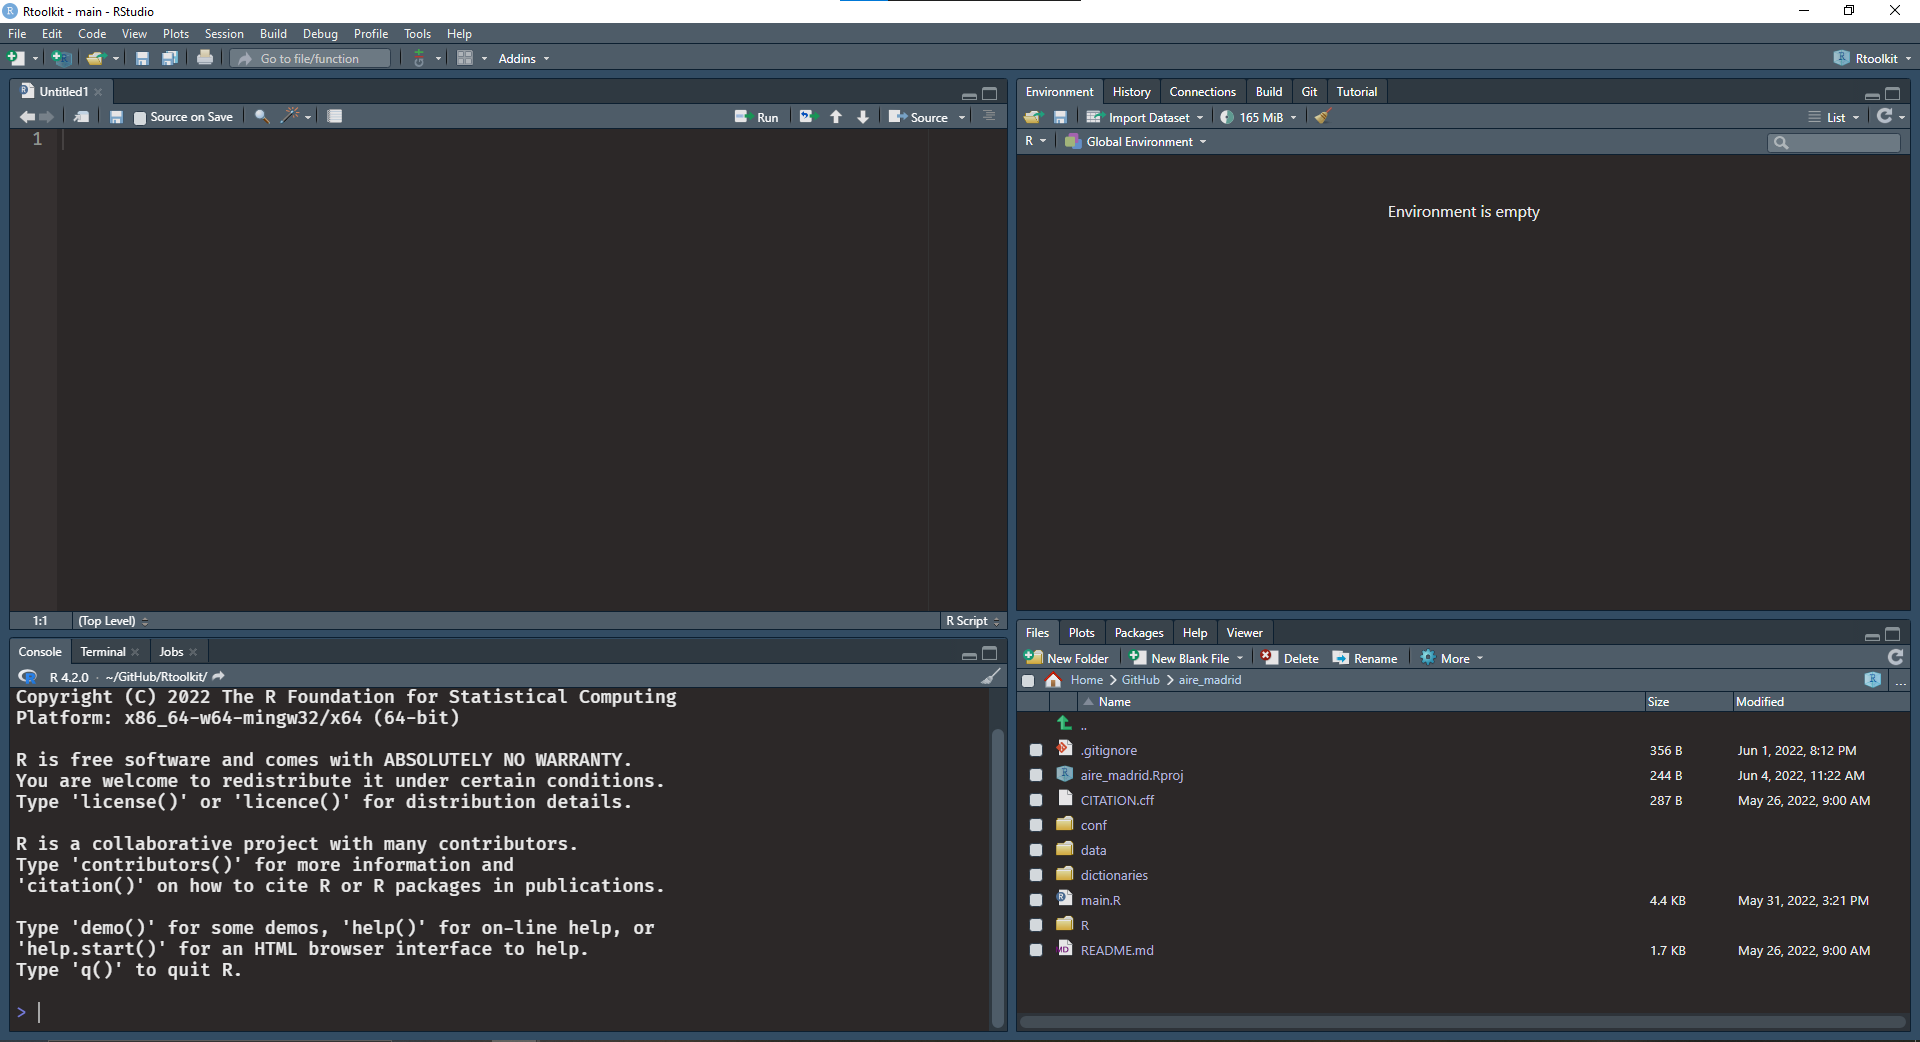 Rtoolkit - main - RStudio
File Edit Code View Plots Session Build Debug Profile Tools Help
Go to file/function Addins Rtoolkit
Untitled1
Source on Save Run Source
1
1:1 (Top Level) R Script
Console Terminal Jobs
R 4.2.0 · ~/GitHub/Rtoolkit/
Copyright (C) 2022 The R Foundation for Statistical Computing
Platform: x86_64-w64-mingw32/x64 (64-bit)
R is free software and comes with ABSOLUTELY NO WARRANTY.
You are welcome to redistribute it under certain conditions.
Type 'license()' or 'licence()' for distribution details.
R is a collaborative project with many contributors.
Type 'contributors()' for more information and
'citation()' on how to cite R or R packages in publications.
Type 'demo()' for some demos, 'help()' for on-line help, or
'help.start()' for an HTML browser interface to help.
Type 'q()' to quit R.
>
Environment History Connections Build Git Tutorial
Import Dataset 165 MiB List
R Global Environment
Environment is empty
Files Plots Packages Help Viewer
New Folder New Blank File Delete Rename More
Home > GitHub > aire_madrid ...
Name Size Modified
..
.gitignore 356 B Jun 1, 2022, 8:12 PM
aire_madrid.Rproj 244 B Jun 4, 2022, 11:22 AM
CITATION.cff 287 B May 26, 2022, 9:00 AM
conf
data
dictionaries
main.R 4.4 KB May 31, 2022, 3:21 PM
R
README.md 1.7 KB May 26, 2022, 9:00 AM